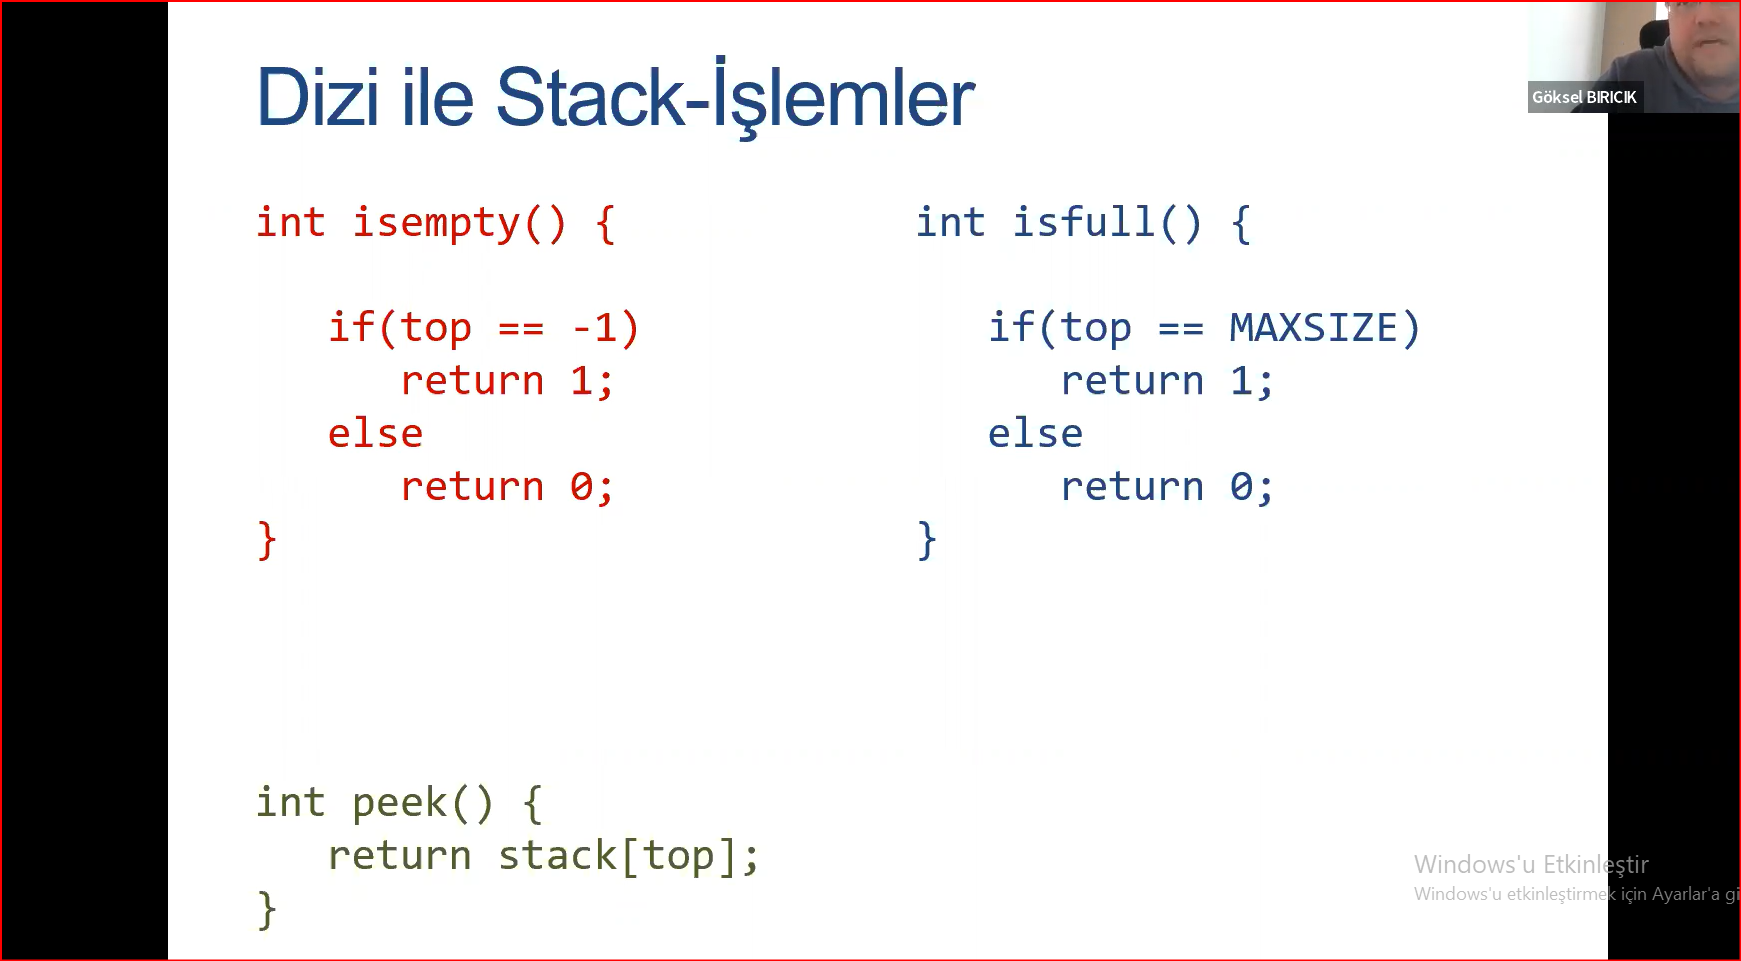 Dizi ile Stack-İşlemler
Göksel BIRICIK
int isempty() {
if(top == -1)
return 1;
else
return 0;
}
int isfull() {
if(top == MAXSIZE)
return 1;
else
return 0;
}
int peek() {
return stack[top];
}
Windows'u Etkinleştir
Windows'u etkinleştirmek için Ayarlar'a gi